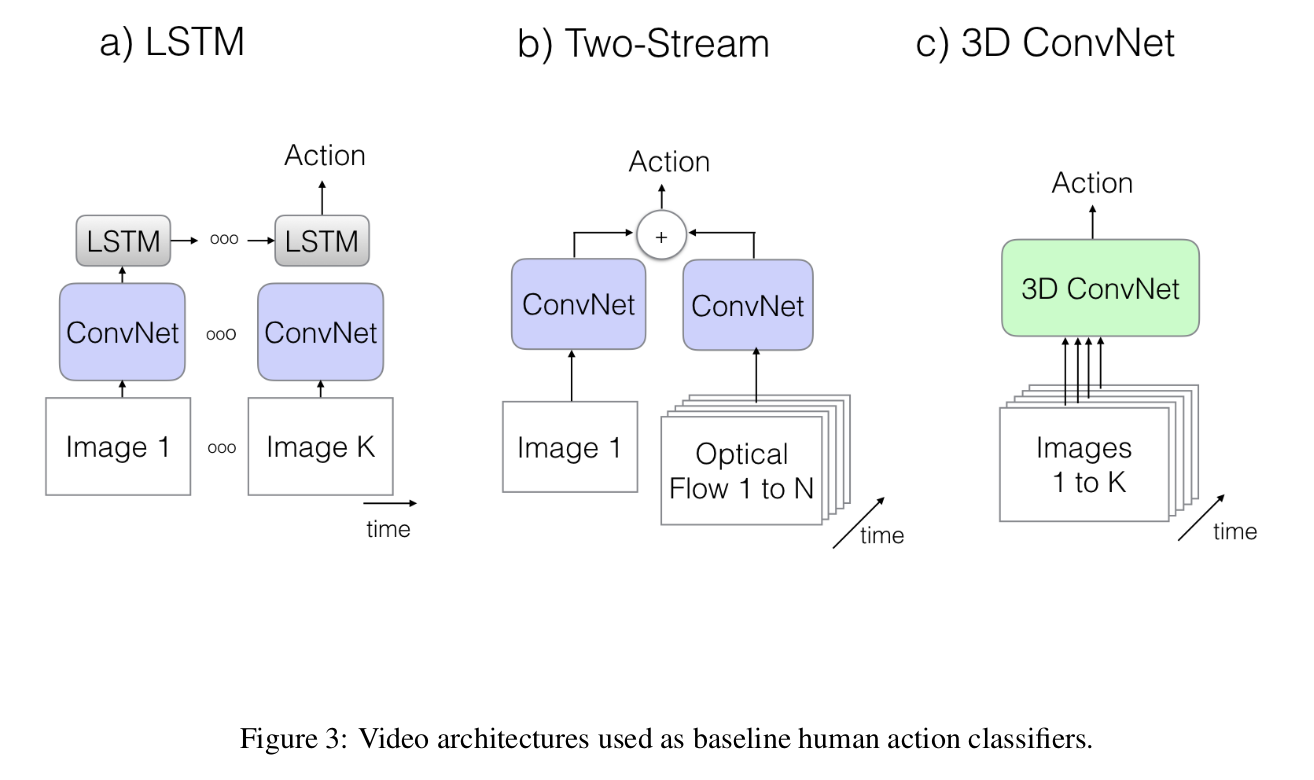 a) LSTM
Action
LSTM ooo LSTM
ConvNet ooo ConvNet
Image 1 ooo Image K
time
b) Two-Stream
Action
+
ConvNet ConvNet
Image 1
Optical
Flow 1 to N
time
c) 3D ConvNet
Action
3D ConvNet
Images
1 to K
time
Figure 3: Video architectures used as baseline human action classifiers.